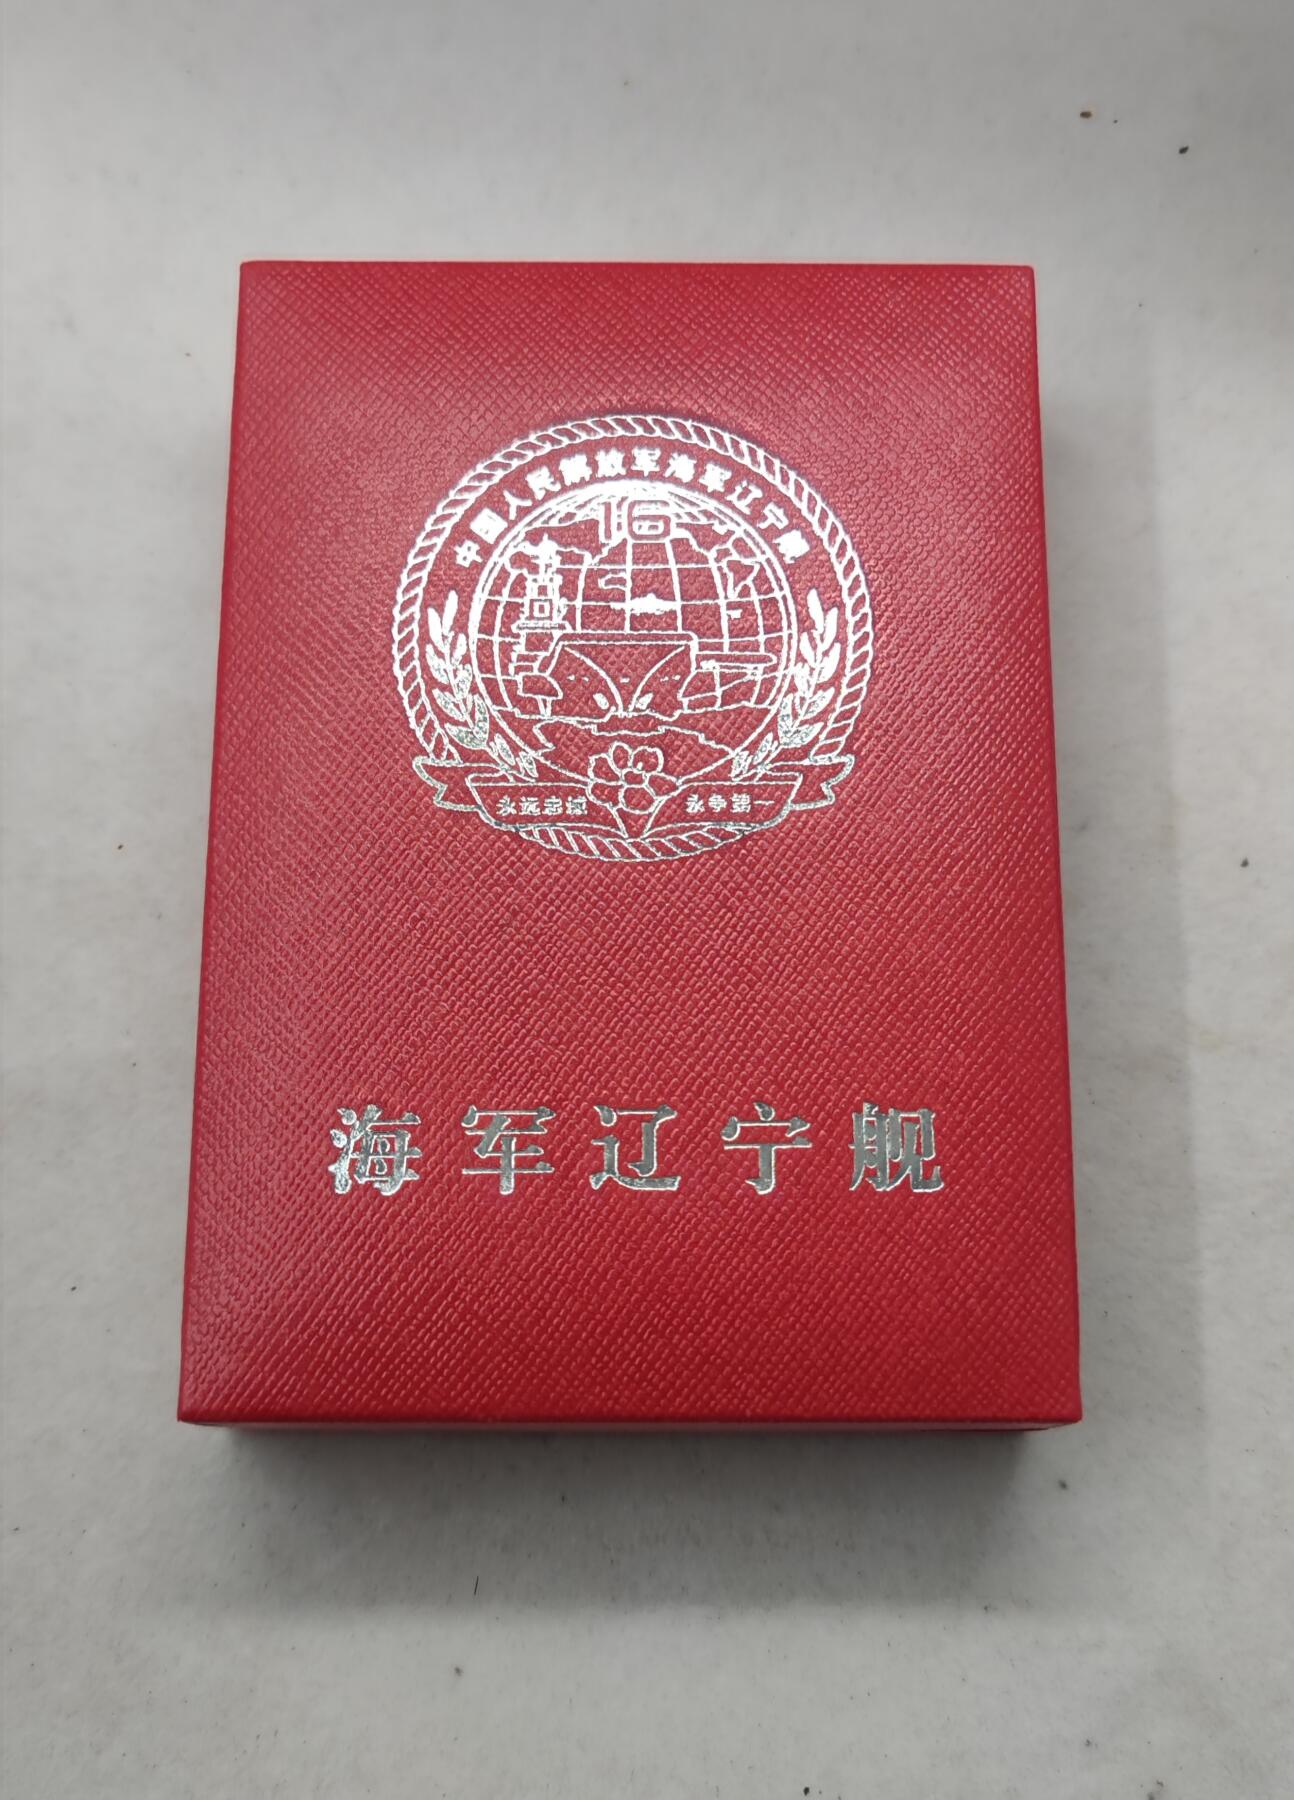 中国人民解放军海军辽宁舰
16
永远忠诚 永争第一
海军辽宁舰